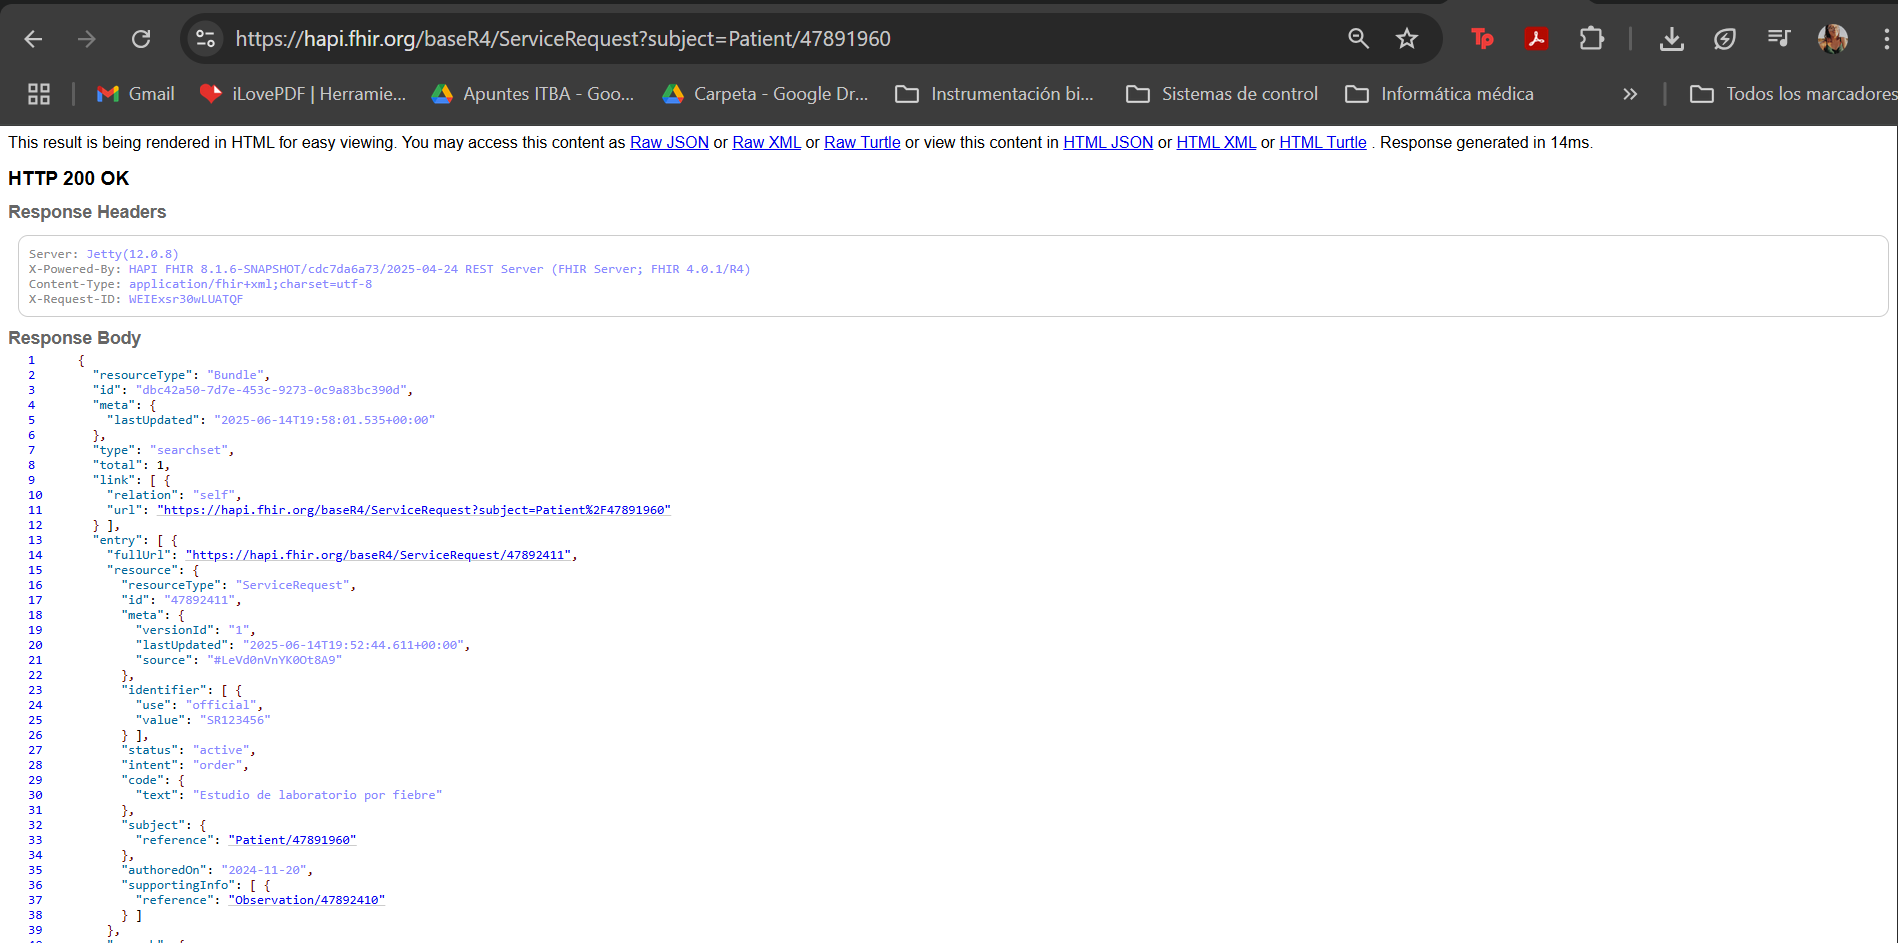 https://hapi.fhir.org/baseR4/ServiceRequest?subject=Patient/47891960
Gmail
iLovePDF | Herramie...
Apuntes ITBA - Goo...
Carpeta - Google Dr...
Instrumentación bi...
Sistemas de control
Informática médica
Todos los marcadores
This result is being rendered in HTML for easy viewing. You may access this content as Raw JSON or Raw XML or Raw Turtle or view this content in HTML JSON or HTML XML or HTML Turtle . Response generated in 14ms.
HTTP 200 OK
Response Headers
Server: Jetty(12.0.8)
X-Powered-By: HAPI FHIR 8.1.6-SNAPSHOT/cdc7da6a73/2025-04-24 REST Server (FHIR Server; FHIR 4.0.1/R4)
Content-Type: application/fhir+xml;charset=utf-8
X-Request-ID: WEIExsr30wLUATQF
Response Body
1 {
2 "resourceType": "Bundle",
3 "id": "dbc42a50-7d7e-453c-9273-0c9a83bc390d",
4 "meta": {
5 "lastUpdated": "2025-06-14T19:58:01.535+00:00"
6 },
7 "type": "searchset",
8 "total": 1,
9 "link": [ {
10 "relation": "self",
11 "url": "https://hapi.fhir.org/baseR4/ServiceRequest?subject=Patient%2F47891960"
12 } ],
13 "entry": [ {
14 "fullUrl": "https://hapi.fhir.org/baseR4/ServiceRequest/47892411",
15 "resource": {
16 "resourceType": "ServiceRequest",
17 "id": "47892411",
18 "meta": {
19 "versionId": "1",
20 "lastUpdated": "2025-06-14T19:52:44.611+00:00",
21 "source": "#LeVd0nVnYK0Ot8A9"
22 },
23 "identifier": [ {
24 "use": "official",
25 "value": "SR123456"
26 } ],
27 "status": "active",
28 "intent": "order",
29 "code": {
30 "text": "Estudio de laboratorio por fiebre"
31 },
32 "subject": {
33 "reference": "Patient/47891960"
34 },
35 "authoredOn": "2024-11-20",
36 "supportingInfo": [ {
37 "reference": "Observation/47892410"
38 } ]
39 },